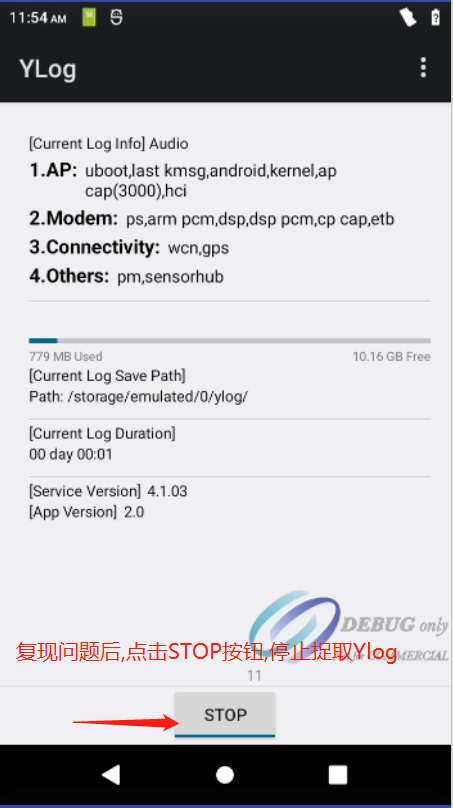 11:54 AM
YLog
[Current Log Info] Audio
1.AP: uboot,last kmsg,android,kernel,ap
cap(3000),hci
2.Modem: ps,arm pcm,dsp,dsp pcm,cp cap,etb
3.Connectivity: wcn,gps
4.Others: pm,sensorhub
779 MB Used 10.16 GB Free
[Current Log Save Path]
Path: /storage/emulated/0/ylog/
[Current Log Duration]
00 day 00:01
[Service Version] 4.1.03
[App Version] 2.0
DEBUG only
复现问题后,点击STOP按钮,停止捉取Ylog
COMMERCIAL
11
STOP